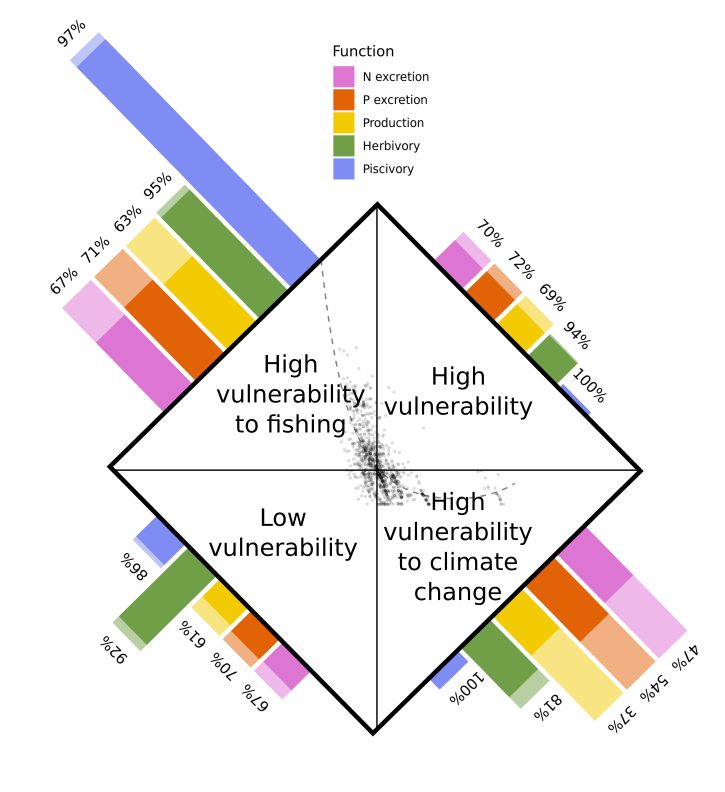 Function
N excretion
P excretion
Production
Herbivory
Piscivory
97%
95%
63%
71%
67%
70%
72%
69%
94%
100%
High
vulnerability
to fishing
High
vulnerability
Low
vulnerability
High
vulnerability
to climate
change
86%
92%
61%
70%
67%
100%
81%
37%
54%
47%